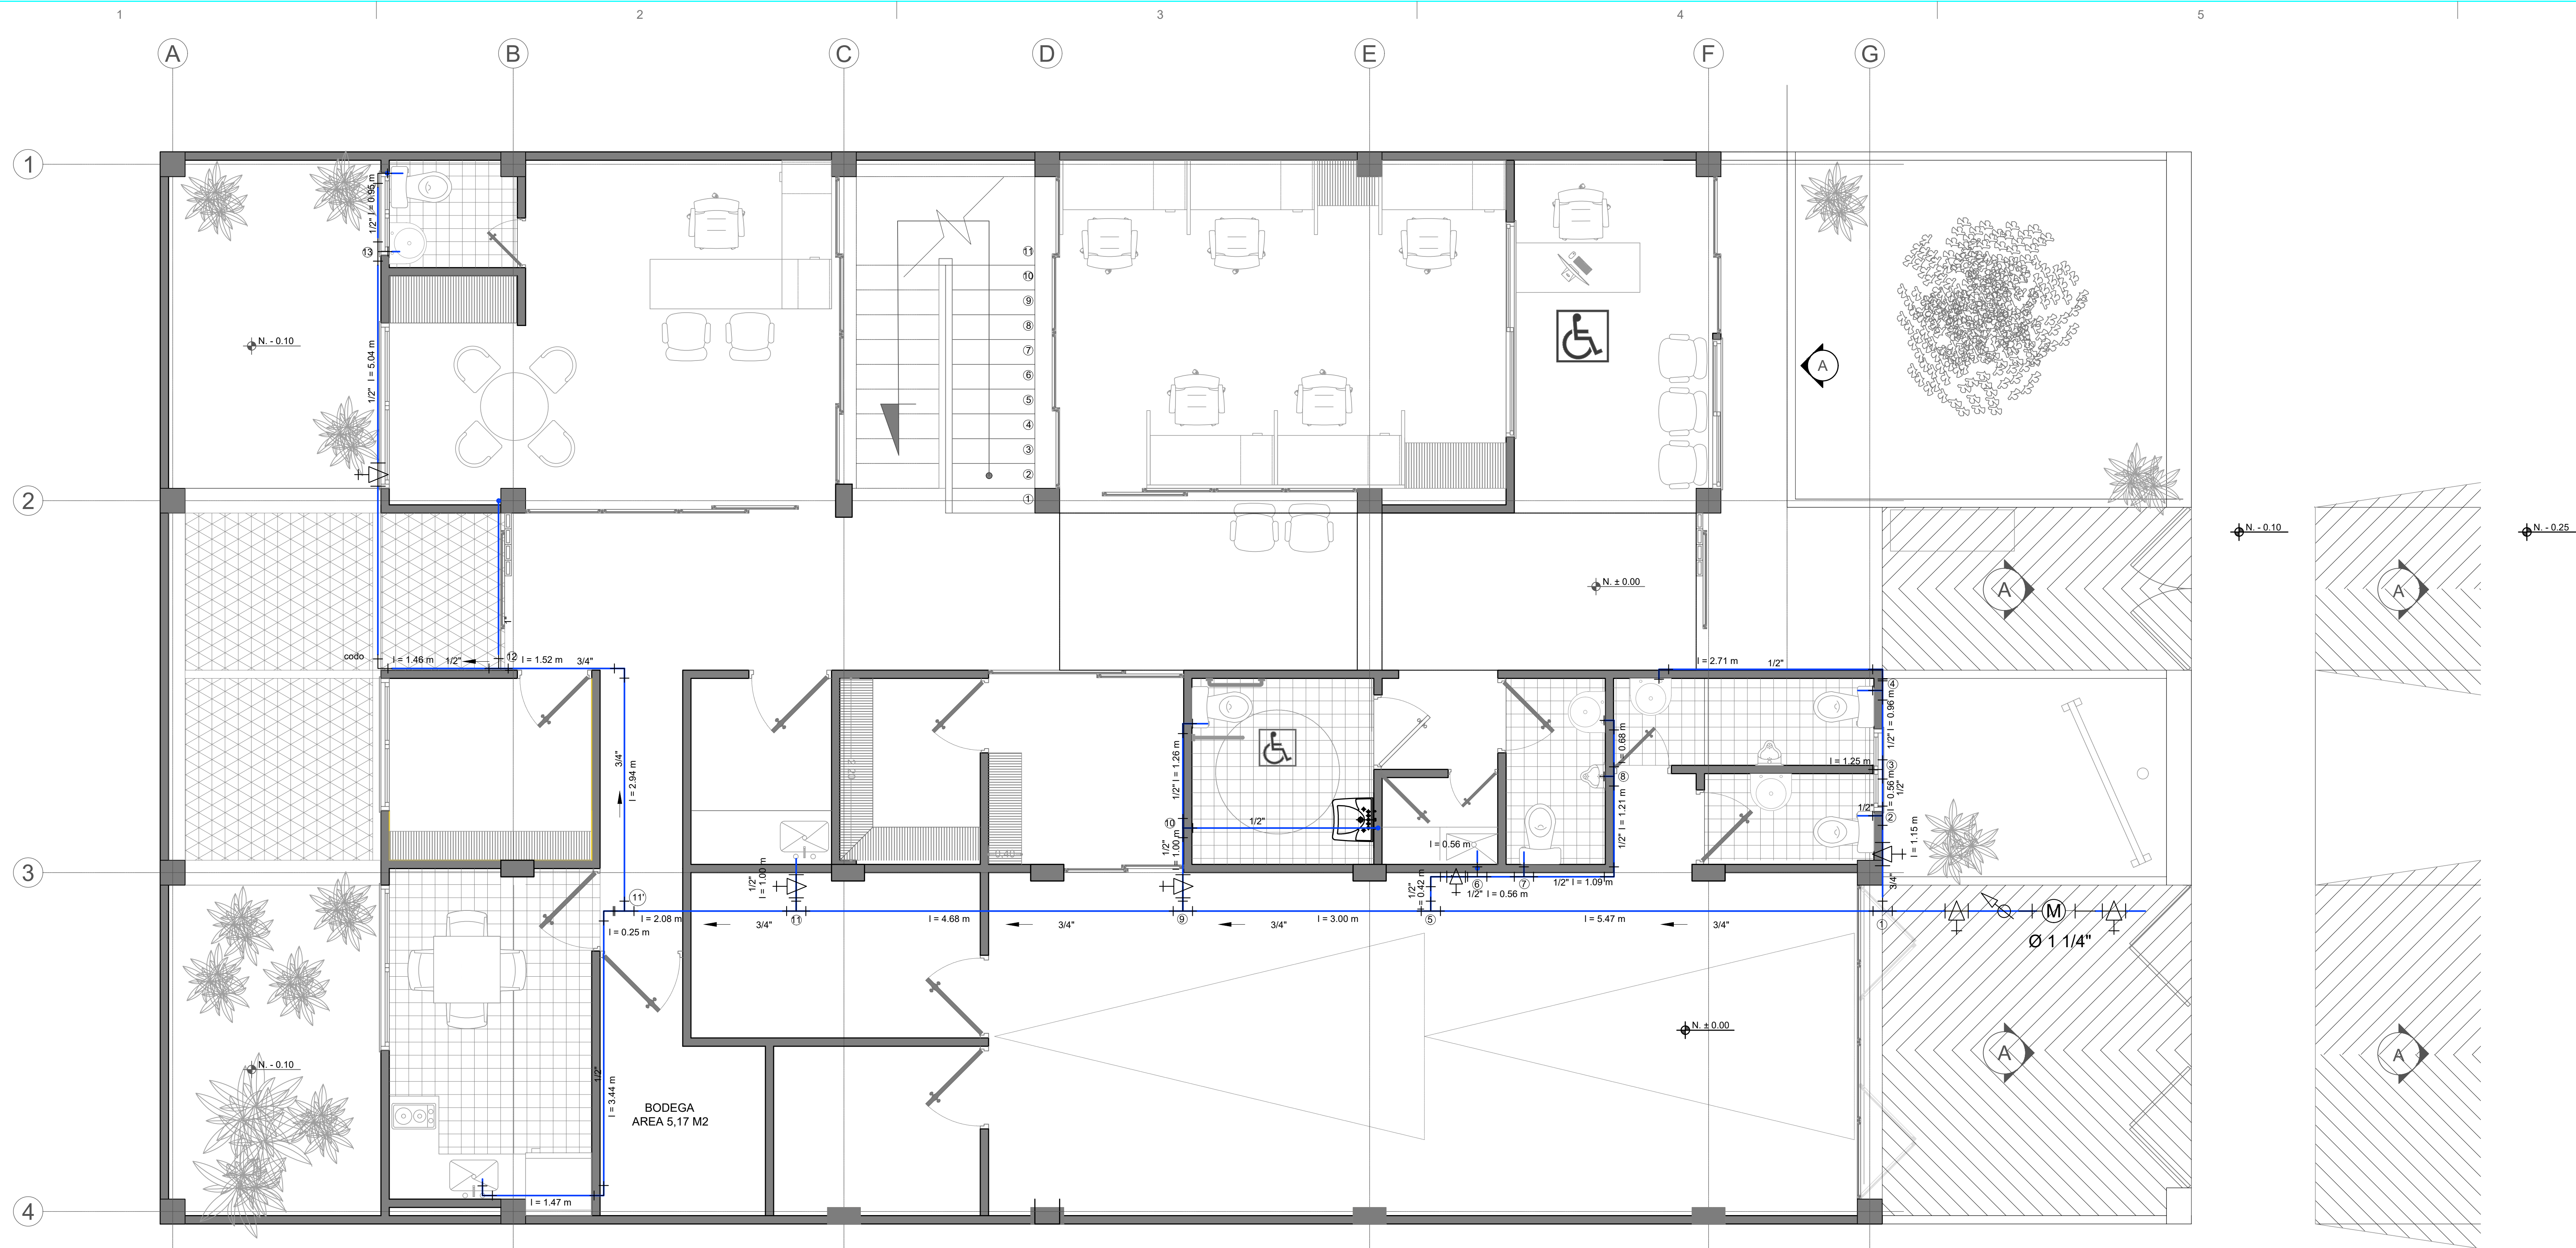 1 2 3 4 5
A B C D E F G
1
2
3
4
1/2" l = 0.95 m
13
1/2" l = 5.04 m
N. - 0.10
11
10
9
8
7
6
5
4
3
2
1
A
N. - 0.10
N. - 0.25
N. ± 0.00
A
A
1"
codo
l = 1.46 m 1/2"
12
l = 1.52 m 3/4"
3/4"
l = 2.94 m
1/2" l = 1.26 m
10
1/2"
1/2"
l = 1.00 m
l = 0.56 m
l = 0.68 m
8
1/2" l = 1.21 m
l = 2.71 m 1/2"
4
1/2" l = 0.96 m
l = 1.25 m
3
l = 0.56 m
1/2"
1/2"
2
l = 1.15 m
3/4"
1/2"
l = 1.00 m
1/2"
l = 0.42 m
6
7
1/2" l = 0.56 m
1/2" l = 1.09 m
11'
l = 2.08 m
3/4"
11
l = 4.68 m
3/4"
9
l = 3.00 m
3/4"
5
l = 5.47 m
3/4"
1
M
Ø 1 1/4"
l = 0.25 m
1/2"
l = 3.44 m
l = 1.47 m
N. - 0.10
BODEGA
AREA 5,17 M2
N. ± 0.00
A
A